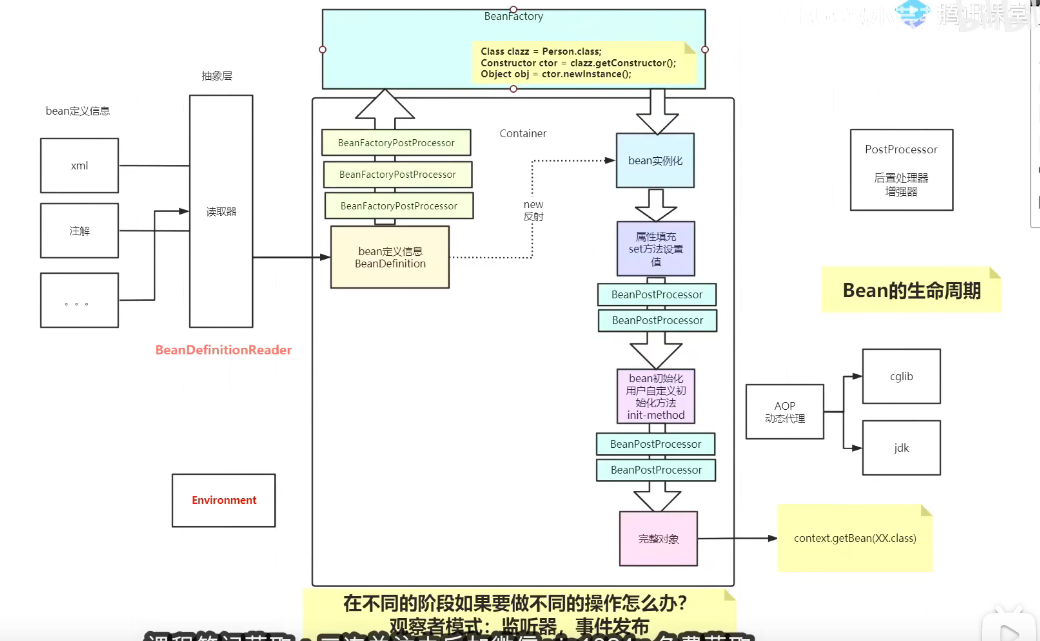 BeanFactory
Class clazz = Person.class;
Constructor ctor = clazz.getConstructor();
Object obj = ctor.newInstance();
抽象层
bean定义信息
xml
注解
。。。
读取器
BeanDefinitionReader
Environment
BeanFactoryPostProcessor
BeanFactoryPostProcessor
BeanFactoryPostProcessor
bean定义信息
BeanDefinition
Container
new
反射
bean实例化
属性填充
set方法设置
值
BeanPostProcessor
BeanPostProcessor
bean初始化
用户自定义初
始化方法
init-method
BeanPostProcessor
BeanPostProcessor
完整对象
PostProcessor
后置处理器
增强器
Bean的生命周期
AOP
动态代理
cglib
jdk
context.getBean(XX.class)
在不同的阶段如果要做不同的操作怎么办?
观察者模式：监听器，事件发布
腾讯课堂